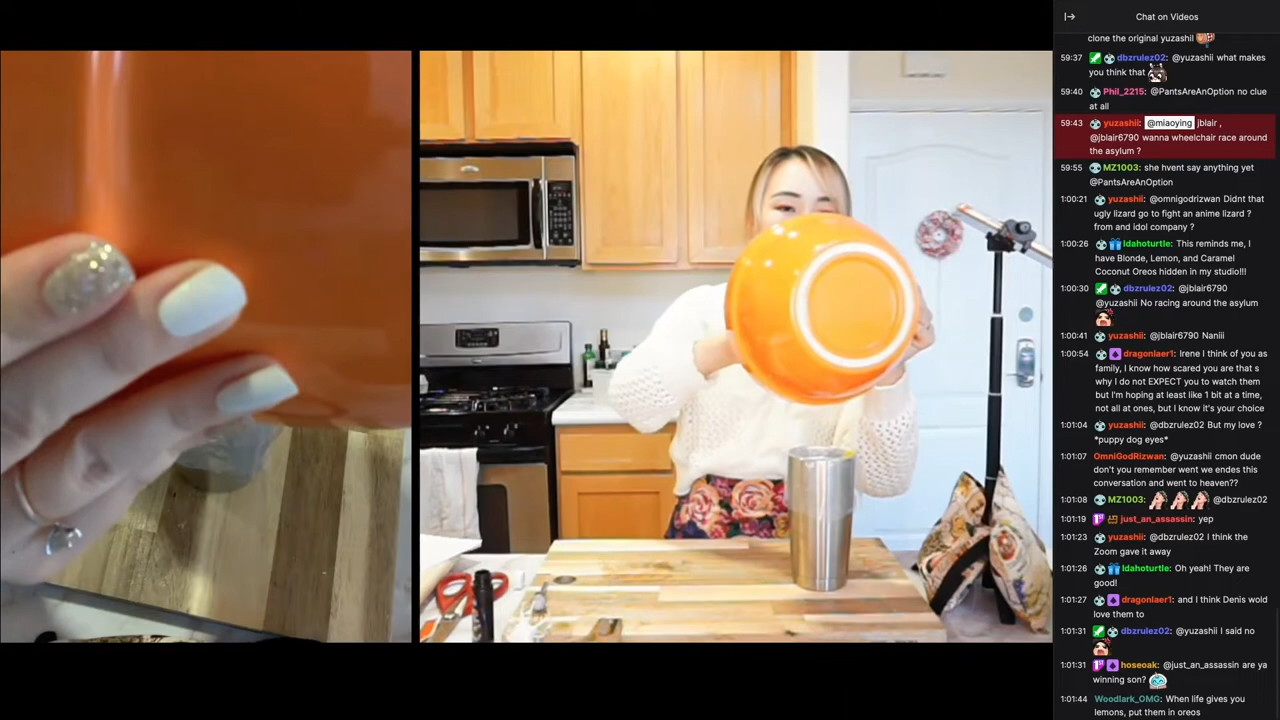 Chat on Videos
clone the original yuzashii
59:37 dbzrulez02: @yuzashii what makes
you think that
59:40 Phil_2215: @PantsAreAnOption no clue
at all
59:43 yuzashii: @miaoying jblair ,
@jblair6790 wanna wheelchair race around
the asylum ?
59:55 MZ1003: she hvent say anything yet
@PantsAreAnOption
1:00:21 yuzashii: @omnigodrizwan Didnt that
ugly lizard go to fight an anime lizard ?
from and idol company ?
1:00:26 Idahoturtle: This reminds me, I
have Blonde, Lemon, and Caramel
Coconut Oreos hidden in my studio!!!
1:00:30 dbzrulez02: @jblair6790
@yuzashii No racing around the asylum
1:00:41 yuzashii: @jblair6790 Naniii
1:00:54 dragonlaer1: Irene I think of you as
family, I know how scared you are that s
why I do not EXPECT you to watch them
but I'm hoping at least like 1 bit at a time,
not all at ones, but I know it's your choice
1:01:04 yuzashii: @dbzrulez02 But my love ?
*puppy dog eyes*
1:01:07 OmniGodRizwan: @yuzashii cmon dude
don't you remember went we endes this
conversation and went to heaven??
1:01:08 MZ1003: @dbzrulez02
1:01:19 just_an_assassin: yep
1:01:23 yuzashii: @dbzrulez02 I think the
Zoom gave it away
1:01:26 Idahoturtle: Oh yeah! They are
good!
1:01:27 dragonlaer1: and I think Denis wold
love them to
1:01:31 dbzrulez02: @yuzashii I said no
1:01:31 hoseoak: @just_an_assassin are ya
winning son?
1:01:44 Woodlark_OMG: When life gives you
lemons, put them in oreos